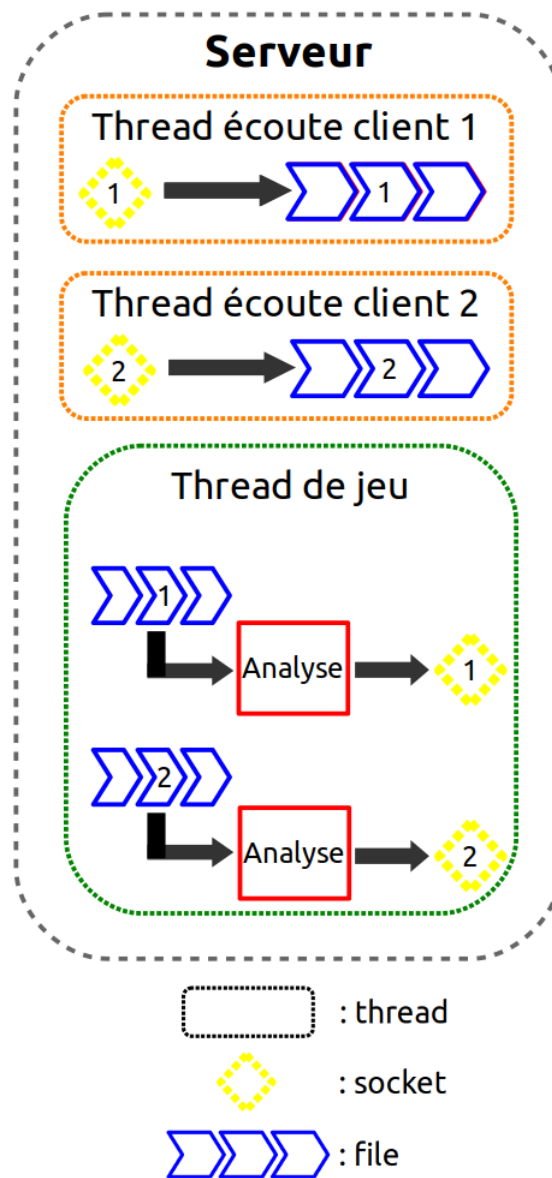 Serveur
Thread écoute client 1
1
1
Thread écoute client 2
2
2
Thread de jeu
1
Analyse
1
2
Analyse
2
: thread
: socket
: file